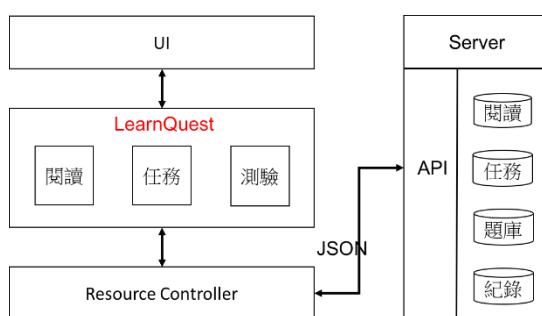 UI
LearnQuest
閱讀
任務
測驗
Resource Controller
JSON
Server
API
閱讀
任務
題庫
紀錄